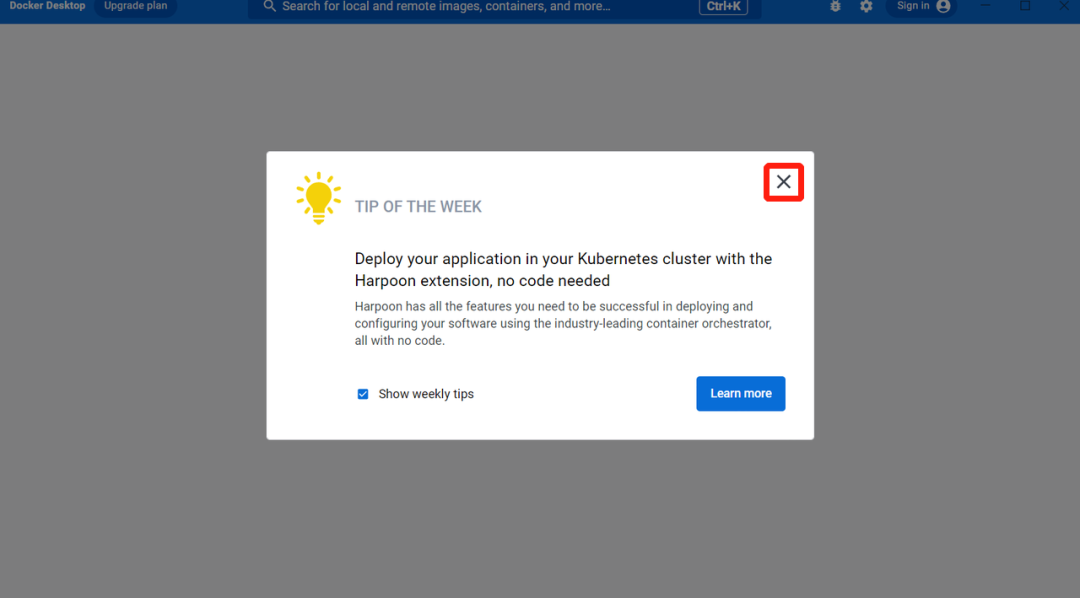 Docker Desktop Upgrade plan Search for local and remote images, containers, and more... Ctrl+K Sign in
TIP OF THE WEEK
Deploy your application in your Kubernetes cluster with the
Harpoon extension, no code needed
Harpoon has all the features you need to be successful in deploying and
configuring your software using the industry-leading container orchestrator,
all with no code.
Show weekly tips Learn more